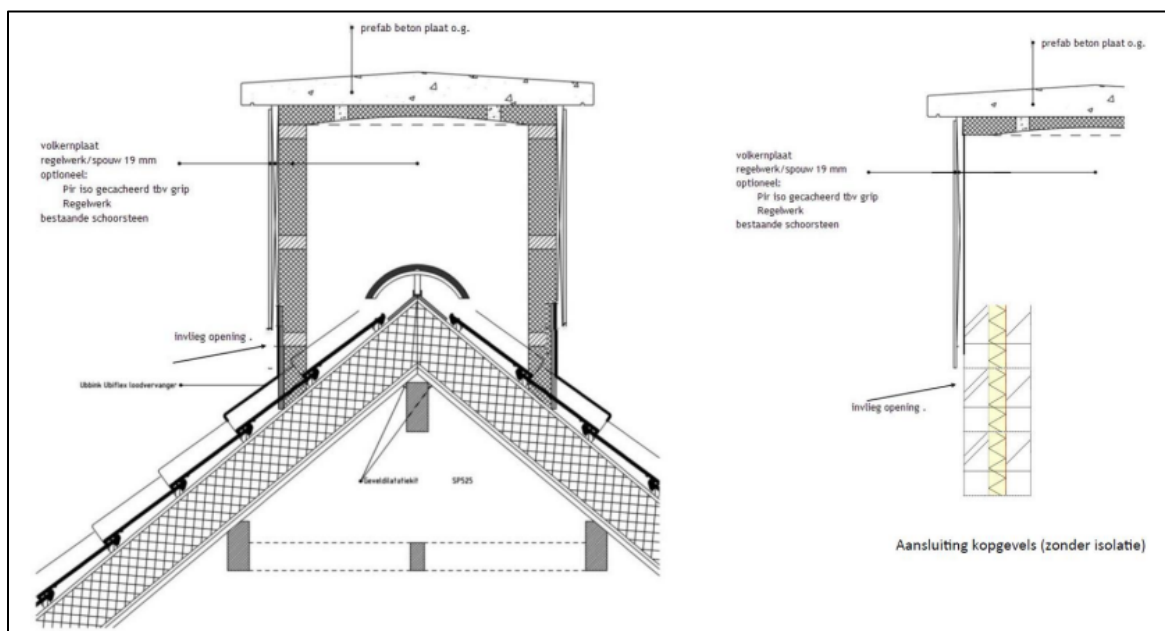 prefab beton plaat o.g.
volkernplaat
regelwerk/spouw 19 mm
optioneel:
Pir iso gecacheerd tbv grip
Regelwerk
bestaande schoorsteen
invlieg opening .
Ubbink Ubiflex loodvervanger
Geveldilatatiekit SP525
prefab beton plaat o.g.
volkernplaat
regelwerk/spouw 19 mm
optioneel:
Pir iso gecacheerd tbv grip
Regelwerk
bestaande schoorsteen
invlieg opening .
Aansluiting kopgevels (zonder isolatie)